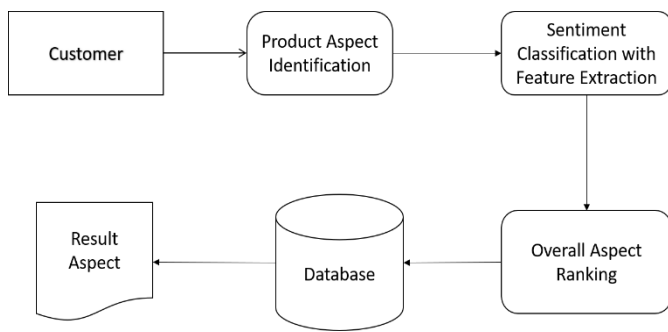 Customer
Product Aspect
Identification
Sentiment
Classification with
Feature Extraction
Result
Aspect
Database
Overall Aspect
Ranking